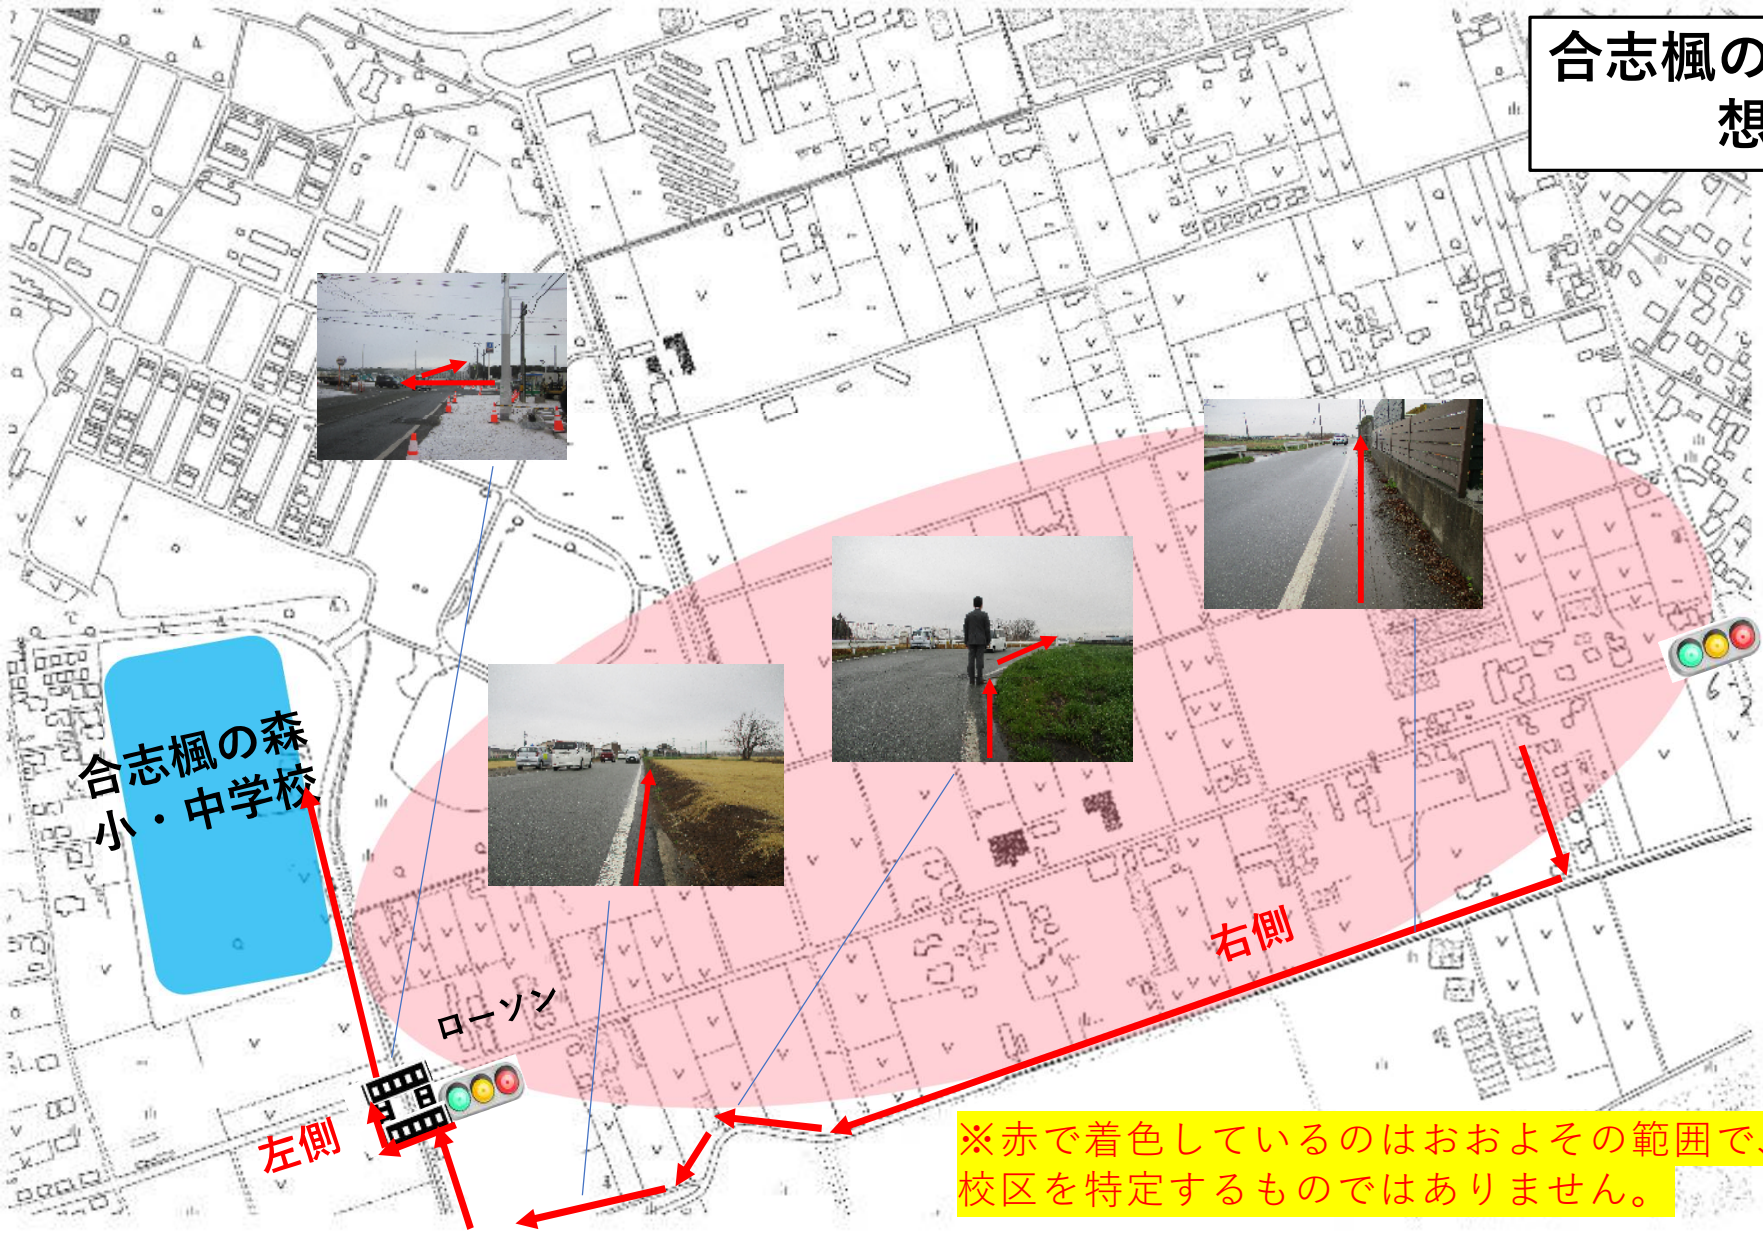 合志楓の
想
合志楓の森
小・中学校
ローソン
右側
左側
※赤で着色しているのはおおよその範囲で、
校区を特定するものではありません。